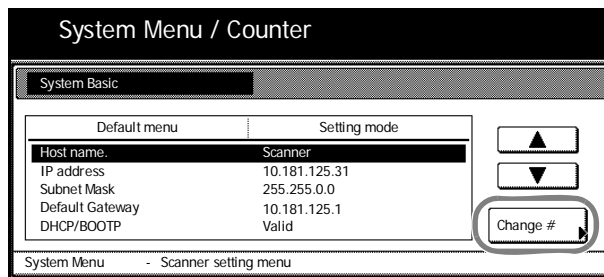 System Menu / Counter
System Basic
Default menu Setting mode
Host name. Scanner
IP address 10.181.125.31
Subnet Mask 255.255.0.0
Default Gateway 10.181.125.1
DHCP/BOOTP Valid
Change #
System Menu - Scanner setting menu